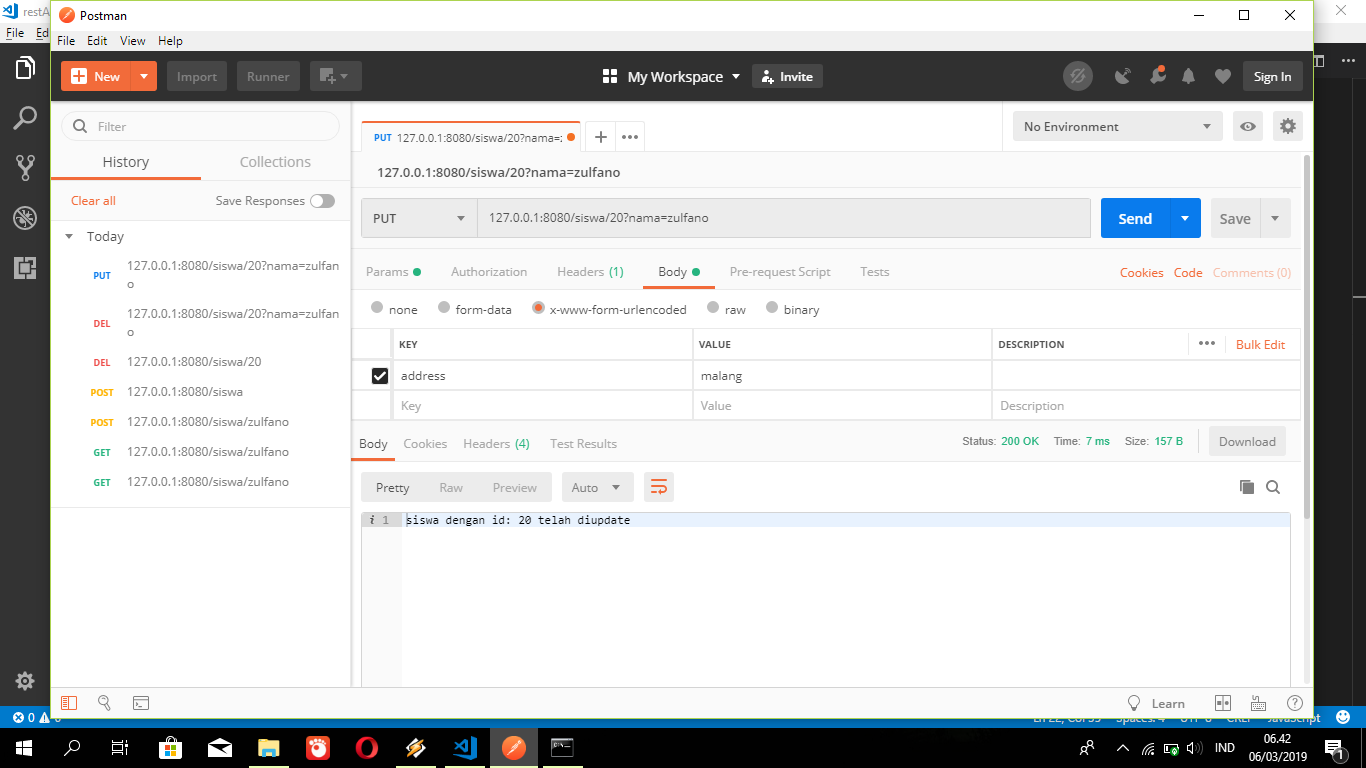 restA
Postman
File Ed
File Edit View Help
New Import Runner My Workspace Invite Sign In
Filter
PUT 127.0.0.1:8080/siswa/20?nama=z
No Environment
History Collections
127.0.0.1:8080/siswa/20?nama=zulfano
Clear all Save Responses
PUT 127.0.0.1:8080/siswa/20?nama=zulfano Send Save
Today
PUT 127.0.0.1:8080/siswa/20?nama=zulfan
o
DEL 127.0.0.1:8080/siswa/20?nama=zulfan
o
DEL 127.0.0.1:8080/siswa/20
POST 127.0.0.1:8080/siswa
POST 127.0.0.1:8080/siswa/zulfano
GET 127.0.0.1:8080/siswa/zulfano
GET 127.0.0.1:8080/siswa/zulfano
Params Authorization Headers (1) Body Pre-request Script Tests Cookies Code Comments (0)
none form-data x-www-form-urlencoded raw binary
KEY VALUE DESCRIPTION Bulk Edit
address malang
Key Value Description
Body Cookies Headers (4) Test Results Status: 200 OK Time: 7 ms Size: 157 B Download
Pretty Raw Preview Auto
i 1 siswa dengan id: 20 telah diupdate
Learn
0
IND
06.42
06/03/2019
1